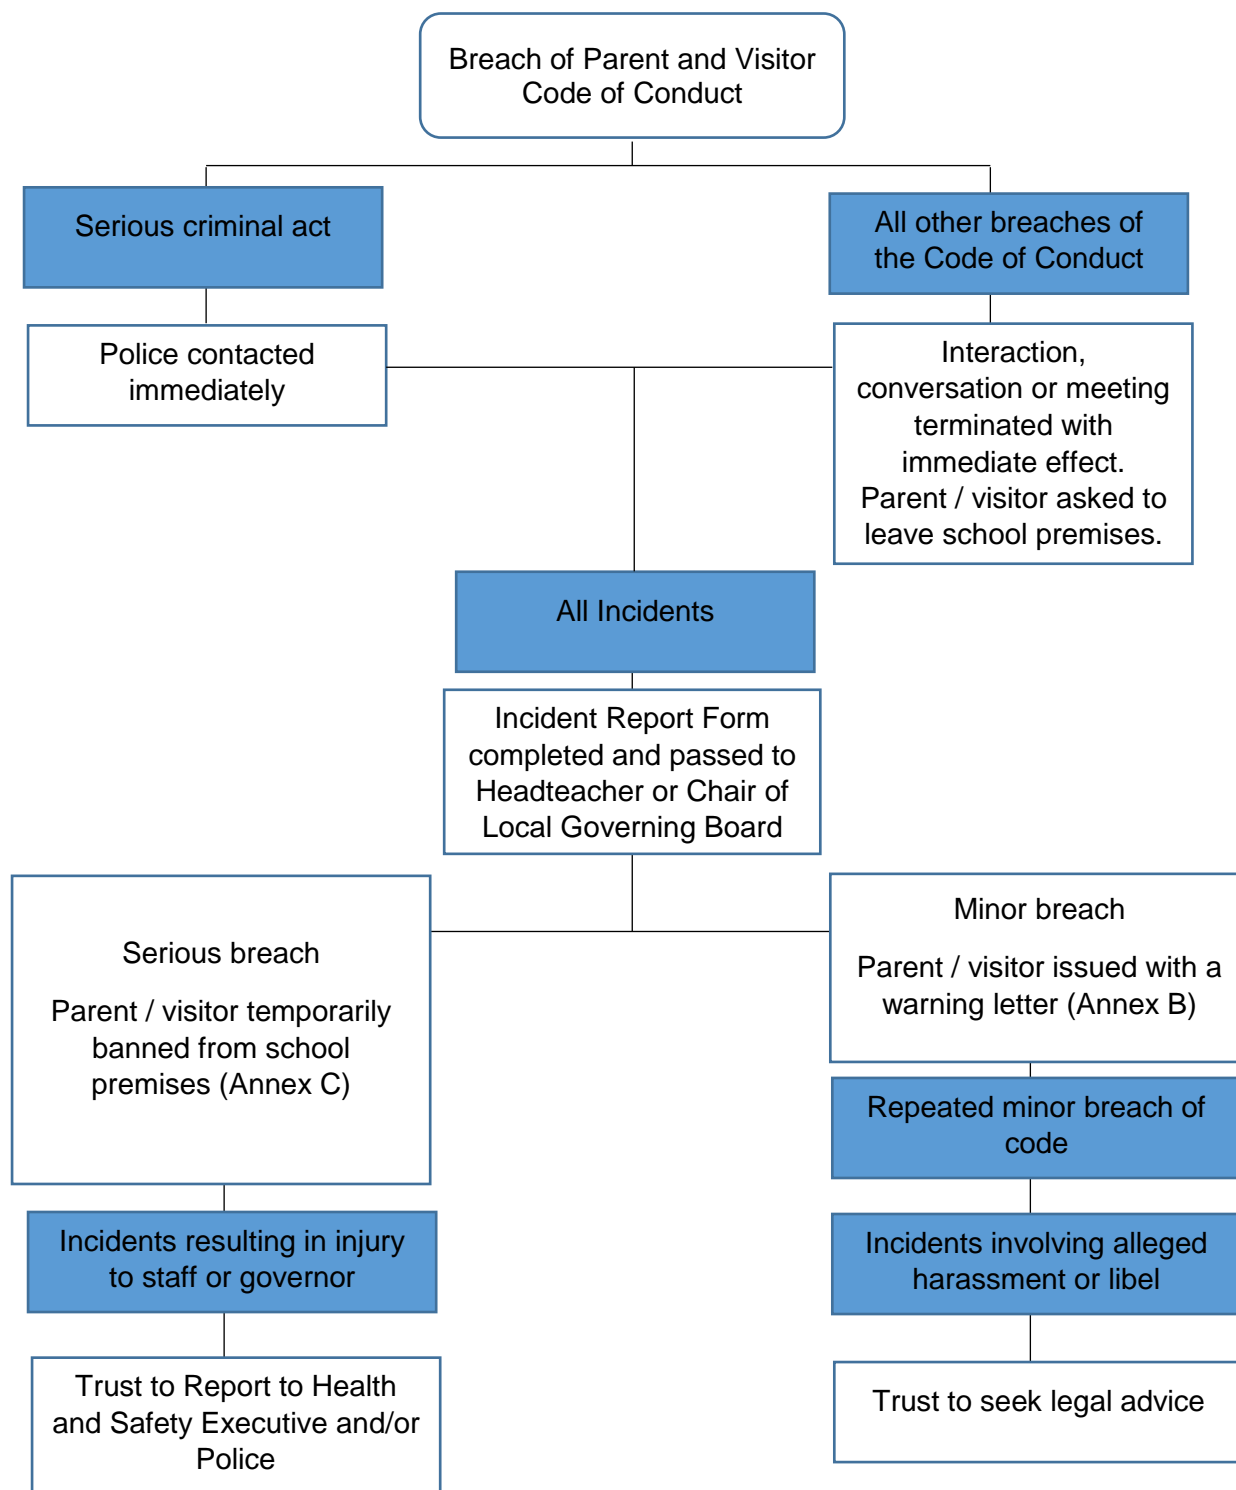 Breach of Parent and Visitor
Code of Conduct
Serious criminal act
All other breaches of
the Code of Conduct
Police contacted
immediately
Interaction,
conversation or meeting
terminated with
immediate effect.
Parent / visitor asked to
leave school premises.
All Incidents
Incident Report Form
completed and passed to
Headteacher or Chair of
Local Governing Board
Serious breach
Parent / visitor temporarily
banned from school
premises (Annex C)
Minor breach
Parent / visitor issued with a
warning letter (Annex B)
Repeated minor breach of
code
Incidents resulting in injury
to staff or governor
Incidents involving alleged
harassment or libel
Trust to Report to Health
and Safety Executive and/or
Police
Trust to seek legal advice